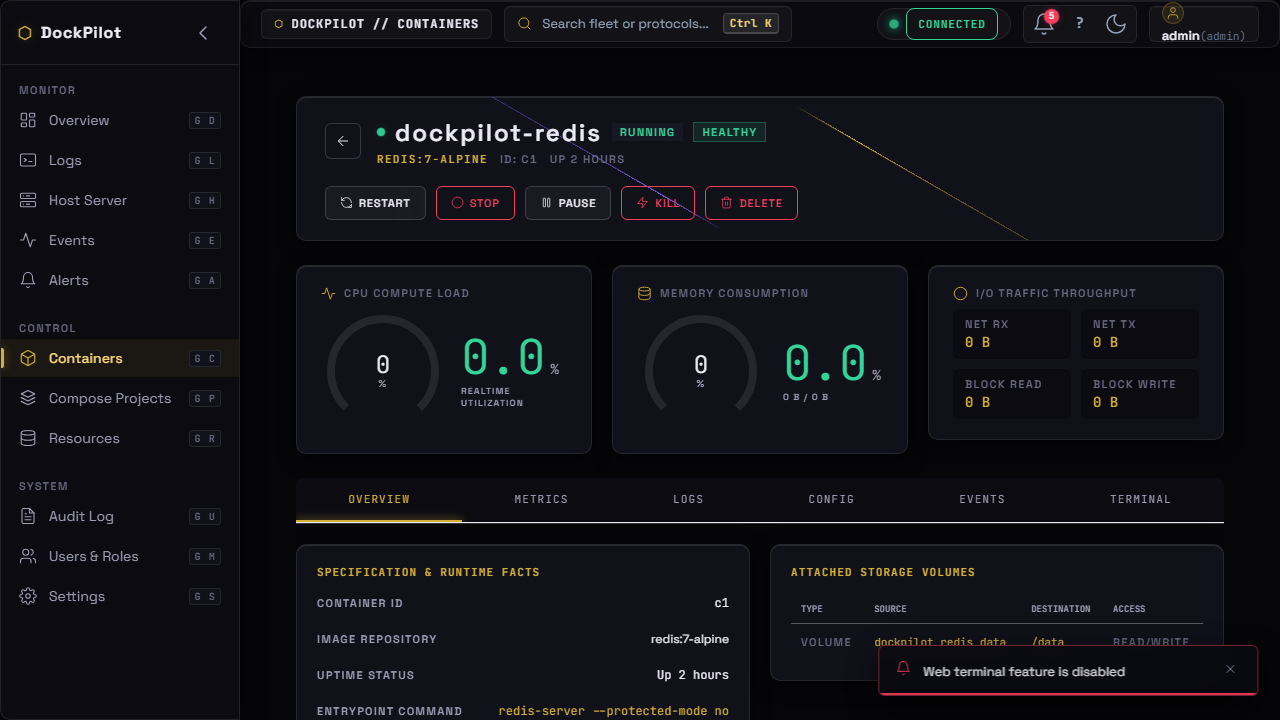 DockPilot
MONITOR
Overview G D
Logs G L
Host Server G H
Events G E
Alerts G A
CONTROL
Containers G C
Compose Projects G P
Resources G R
SYSTEM
Audit Log G U
Users & Roles G M
Settings G S
DOCKPILOT // CONTAINERS
Search fleet or protocols... Ctrl K
CONNECTED
5
?
admin(admin)
dockpilot-redis RUNNING HEALTHY
REDIS:7-ALPINE ID: C1 UP 2 HOURS
RESTART STOP PAUSE KILL DELETE
CPU COMPUTE LOAD
0
%
0.0 %
REALTIME
UTILIZATION
MEMORY CONSUMPTION
0
%
0.0 %
0 B / 0 B
I/O TRAFFIC THROUGHPUT
NET RX
0 B
NET TX
0 B
BLOCK READ
0 B
BLOCK WRITE
0 B
OVERVIEW METRICS LOGS CONFIG EVENTS TERMINAL
SPECIFICATION & RUNTIME FACTS
CONTAINER ID c1
IMAGE REPOSITORY redis:7-alpine
UPTIME STATUS Up 2 hours
ENTRYPOINT COMMAND redis-server --protected-mode no
ATTACHED STORAGE VOLUMES
TYPE SOURCE DESTINATION ACCESS
VOLUME dockpilot_redis_data /data READ/WRITE
Web terminal feature is disabled